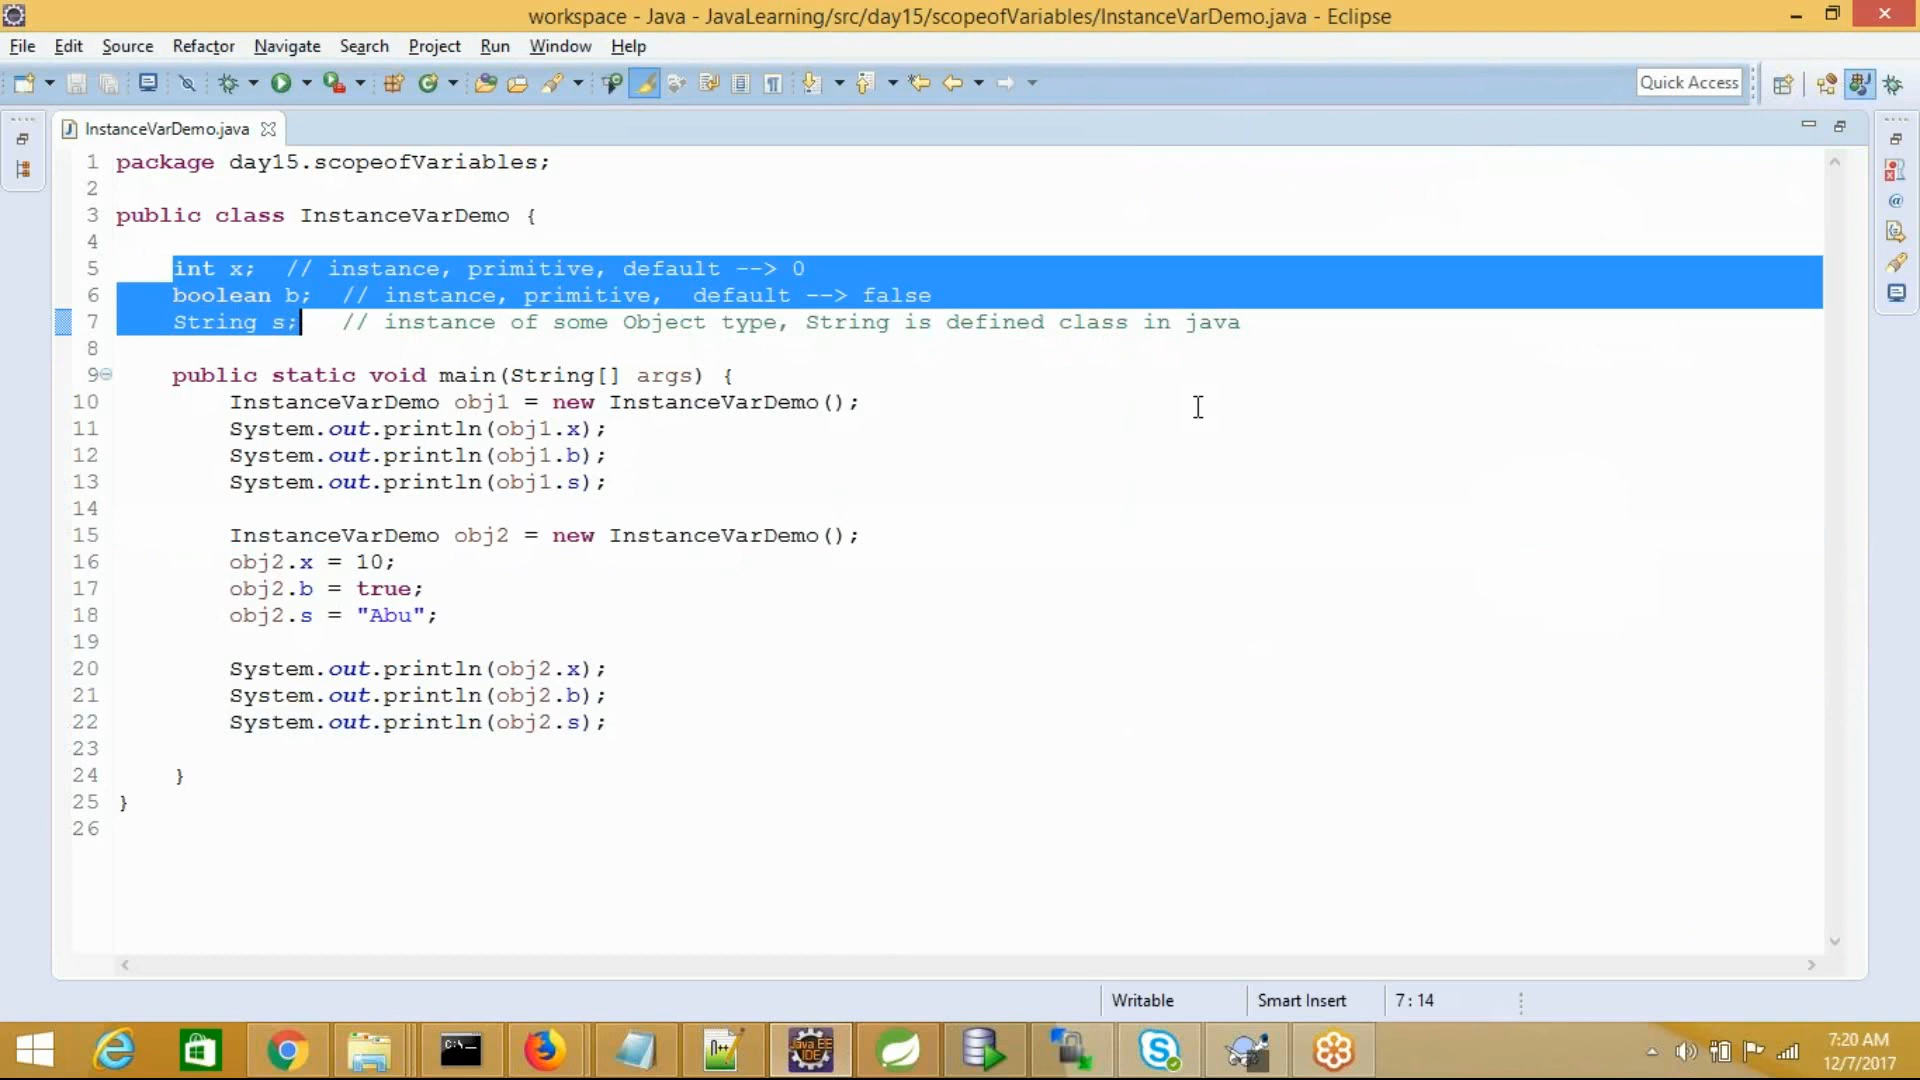 workspace - Java - JavaLearning/src/day15/scopeofVariables/InstanceVarDemo.java - Eclipse
File Edit Source Refactor Navigate Search Project Run Window Help
Quick Access
InstanceVarDemo.java
1 package day15.scopeofVariables;
2
3 public class InstanceVarDemo {
4
5 int x; // instance, primitive, default --> 0
6 boolean b; // instance, primitive, default --> false
7 String s; // instance of some Object type, String is defined class in java
8
9 public static void main(String[] args) {
10 InstanceVarDemo obj1 = new InstanceVarDemo();
11 System.out.println(obj1.x);
12 System.out.println(obj1.b);
13 System.out.println(obj1.s);
14
15 InstanceVarDemo obj2 = new InstanceVarDemo();
16 obj2.x = 10;
17 obj2.b = true;
18 obj2.s = "Abu";
19
20 System.out.println(obj2.x);
21 System.out.println(obj2.b);
22 System.out.println(obj2.s);
23
24 }
25 }
26
Writable Smart Insert 7 : 14
Java EE
IDE
7:20 AM
12/7/2017